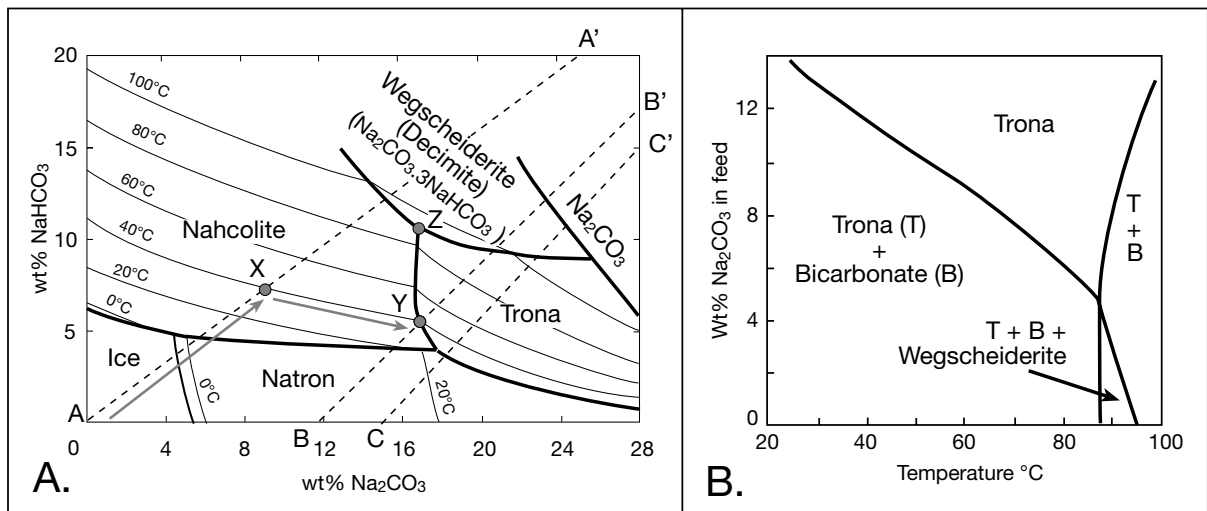 20
15
10
5
wt% NaHCO₃
100°C
80°C
60°C
40°C
20°C
0°C
A'
B'
C'
Wegscheiderite
(Decimite)
(Na₂CO₃.3NaHCO₃)
Na₂CO₃
Nahcolite
Z
X
Y
Trona
Ice
Natron
0°C
20°C
A
B
C
0
4
8
12
16
20
24
28
wt% Na₂CO₃
A.
12
8
4
0
Wt% Na₂CO₃ in feed
Trona
T
+
B
Trona (T)
+
Bicarbonate (B)
T + B +
Wegscheiderite
20
40
60
80
100
Temperature °C
B.